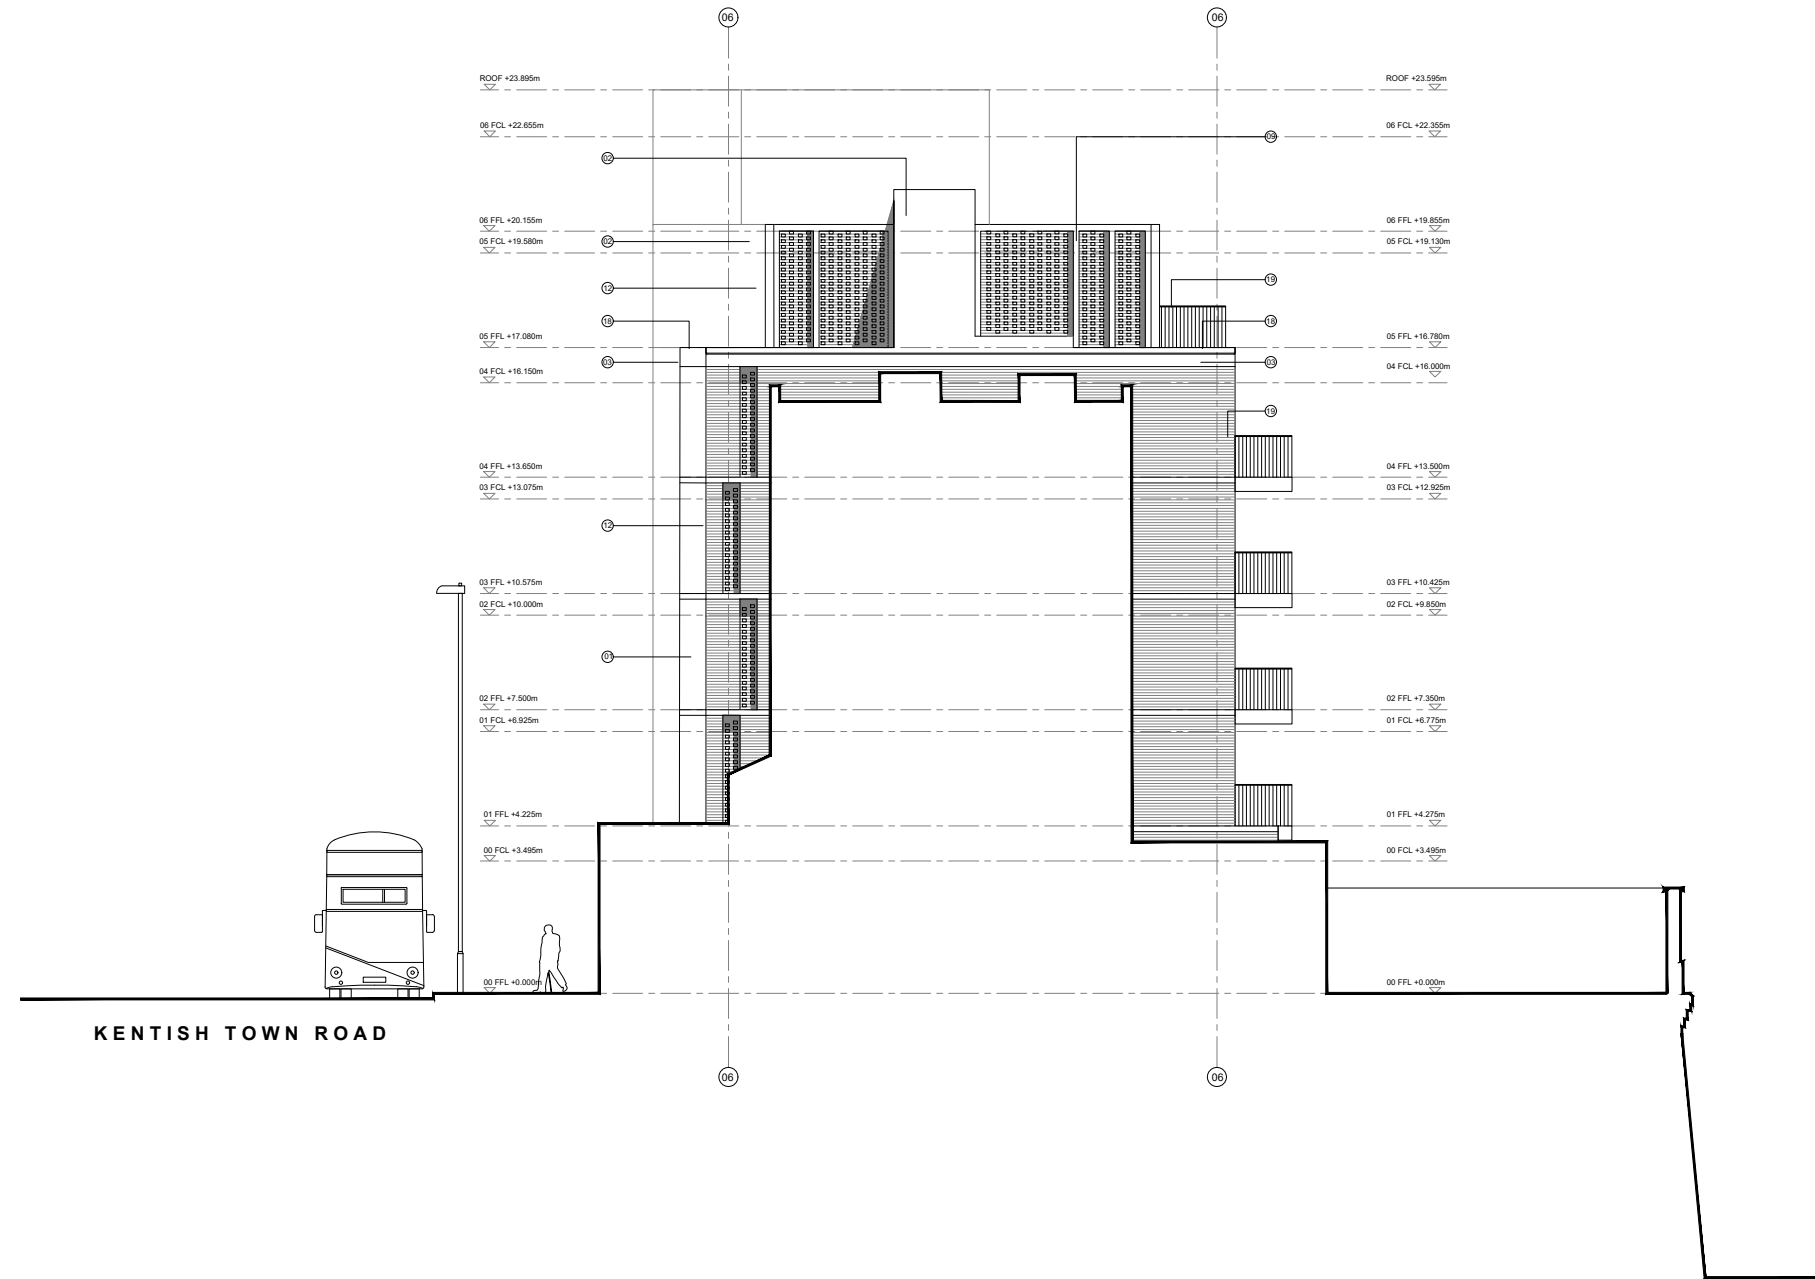 06 06
ROOF +23.895m ROOF +23.595m
06 FCL +22.655m 09 06 FCL +22.355m
02
06 FFL +20.155m 06 FFL +19.855m
05 FCL +19.580m 02 05 FCL +19.130m
12 19
18 18
05 FFL +17.080m 05 FFL +16.780m
03 03
04 FCL +16.150m 04 FCL +16.000m
19
04 FFL +13.650m 04 FFL +13.500m
03 FCL +13.075m 03 FCL +12.925m
12
03 FFL +10.575m 03 FFL +10.425m
02 FCL +10.000m 02 FCL +9.850m
01
02 FFL +7.500m 02 FFL +7.350m
01 FCL +6.925m 01 FCL +6.775m
01 FFL +4.225m 01 FFL +4.275m
00 FCL +3.495m 00 FCL +3.495m
00 FFL +0.000m 00 FFL +0.000m
KENTISH TOWN ROAD
06 06